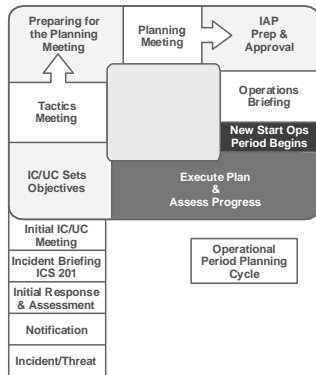 Preparing for
the Planning
Meeting
Planning
Meeting
IAP
Prep &
Approval
Tactics
Meeting
Operations
Briefing
New Start Ops
Period Begins
IC/UC Sets
Objectives
Execute Plan
&
Assess Progress
Initial IC/UC
Meeting
Incident Briefing
ICS 201
Initial Response
& Assessment
Notification
Incident/Threat
Operational
Period Planning
Cycle